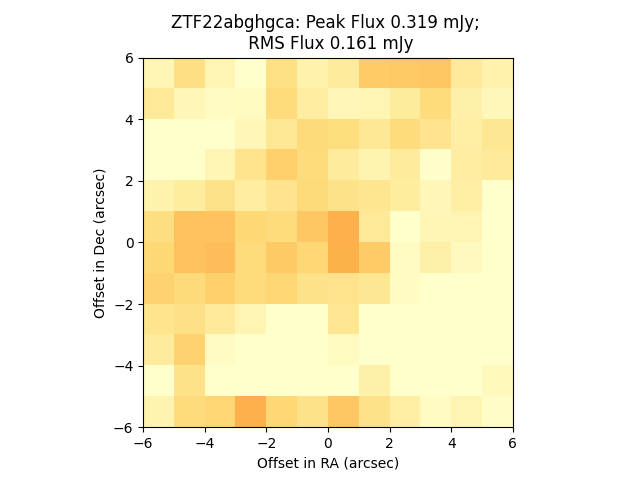 ZTF22abghgca: Peak Flux 0.319 mJy;
RMS Flux 0.161 mJy
6
4
2
0
−2
−4
−6
Offset in Dec (arcsec)
−6 −4 −2 0 2 4 6
Offset in RA (arcsec)